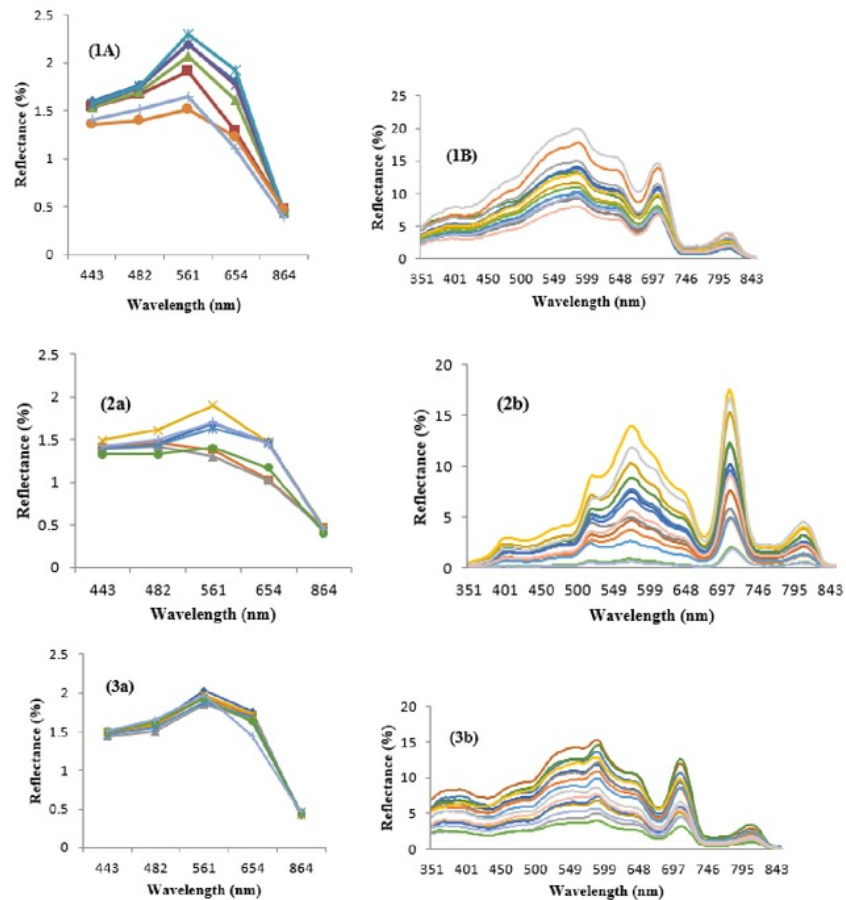 (1A)
Reflectance (%)
2.5
2
1.5
1
0.5
0
443 482 561 654 864
Wavelength (nm)
(1B)
Reflectance (%)
25
20
15
10
5
0
351 401 450 500 549 599 648 697 746 795 843
Wavelength (nm)
(2a)
Reflectance (%)
2.5
2
1.5
1
0.5
0
443 482 561 654 864
Wavelength (nm)
(2b)
Reflectance (%)
20
15
10
5
0
351 401 450 500 549 599 648 697 746 795 843
Wavelength (nm)
(3a)
Reflectance (%)
2.5
2
1.5
1
0.5
0
443 482 561 654 864
Wavelength (nm)
(3b)
Reflectance (%)
20
15
10
5
0
351 401 450 500 549 599 648 697 746 795 843
Wavelength (nm)